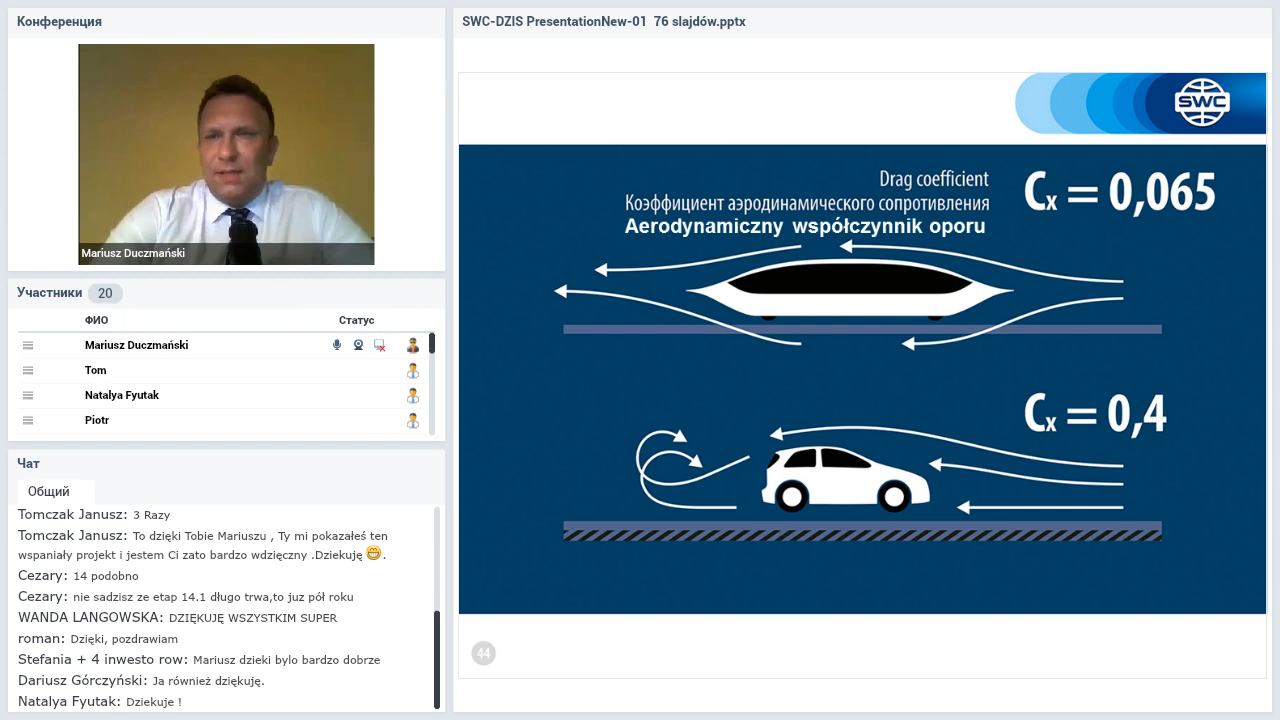 Конференция
Mariusz Duczmański
Участники 20
ФИО Статус
Mariusz Duczmański
Tom
Natalya Fyutak
Piotr
Чат
Общий
Tomczak Janusz: 3 Razy
Tomczak Janusz: To dzięki Tobie Mariuszu , Ty mi pokazałeś ten
wspaniały projekt i jestem Ci zato bardzo wdzięczny .Dziekuję 😁.
Cezary: 14 podobno
Cezary: nie sadzisz ze etap 14.1 długo trwa,to juz pół roku
WANDA LANGOWSKA: DZIĘKUJĘ WSZYSTKIM SUPER
roman: Dzięki, pozdrawiam
Stefania + 4 inwesto row: Mariusz dzieki bylo bardzo dobrze
Dariusz Górczyński: Ja również dziękuję.
Natalya Fyutak: Dziekuje !
SWC-DZIS PresentationNew-01 76 slajdów.pptx
SWC
Drag coefficient
Коэффициент аэродинамического сопротивления
Aerodynamiczny współczynnik oporu
Cx = 0,065
Cx = 0,4
44